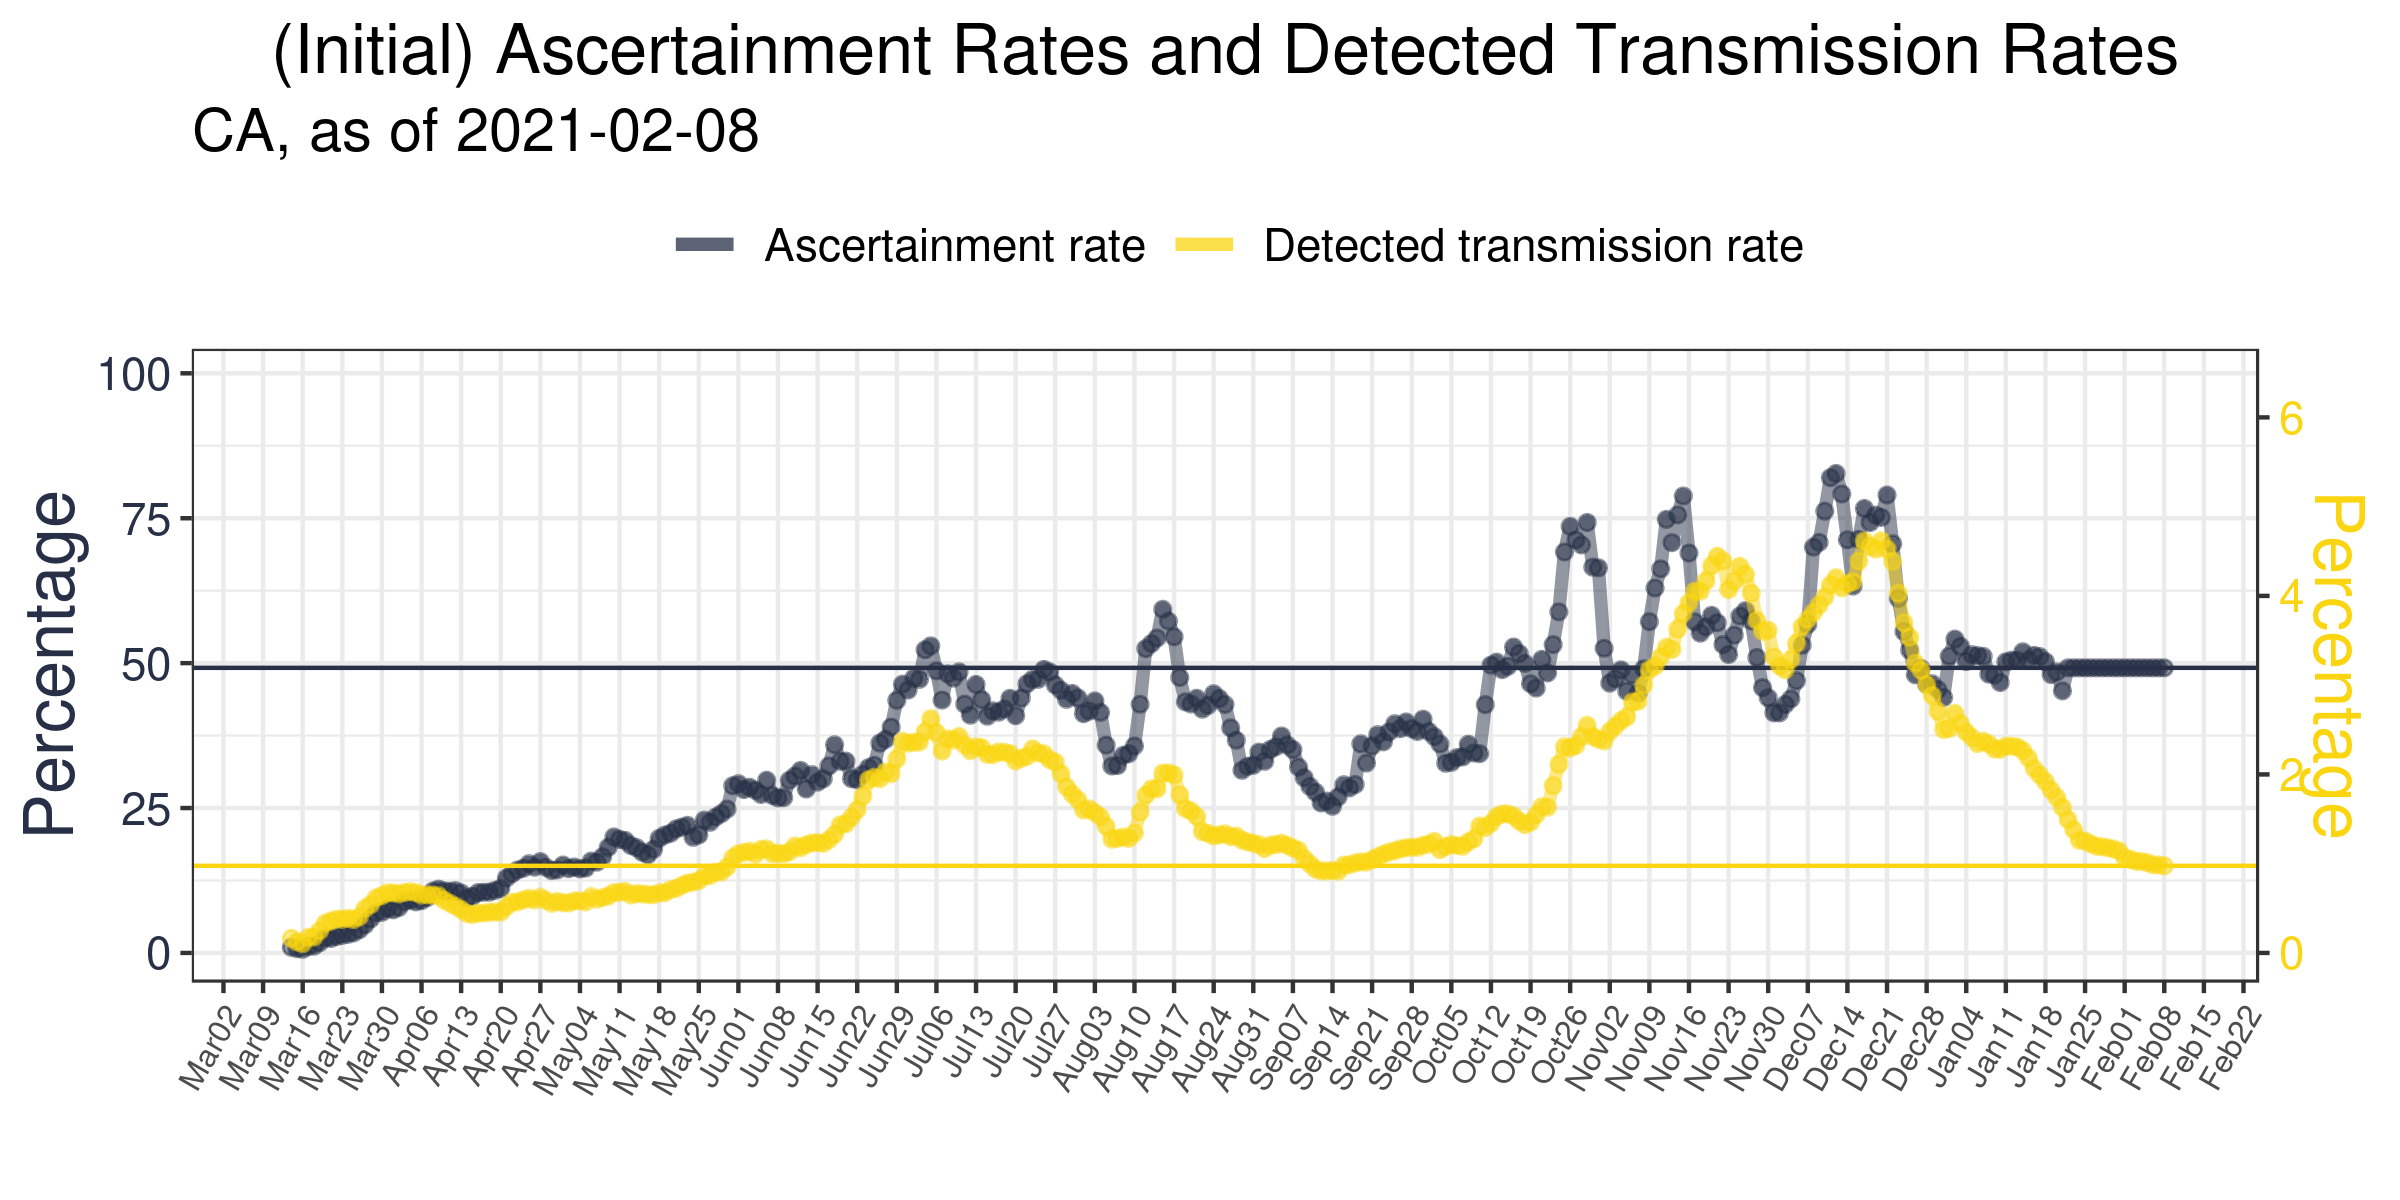 (Initial) Ascertainment Rates and Detected Transmission Rates
CA, as of 2021-02-08
Ascertainment rate
Detected transmission rate
Percentage
100
75
50
25
0
6
4
2
0
Percentage
Mar02
Mar09
Mar16
Mar23
Mar30
Apr06
Apr13
Apr20
Apr27
May04
May11
May18
May25
Jun01
Jun08
Jun15
Jun22
Jun29
Jul06
Jul13
Jul20
Jul27
Aug03
Aug10
Aug17
Aug24
Aug31
Sep07
Sep14
Sep21
Sep28
Oct05
Oct12
Oct19
Oct26
Nov02
Nov09
Nov16
Nov23
Nov30
Dec07
Dec14
Dec21
Dec28
Jan04
Jan11
Jan18
Jan25
Feb01
Feb08
Feb15
Feb22